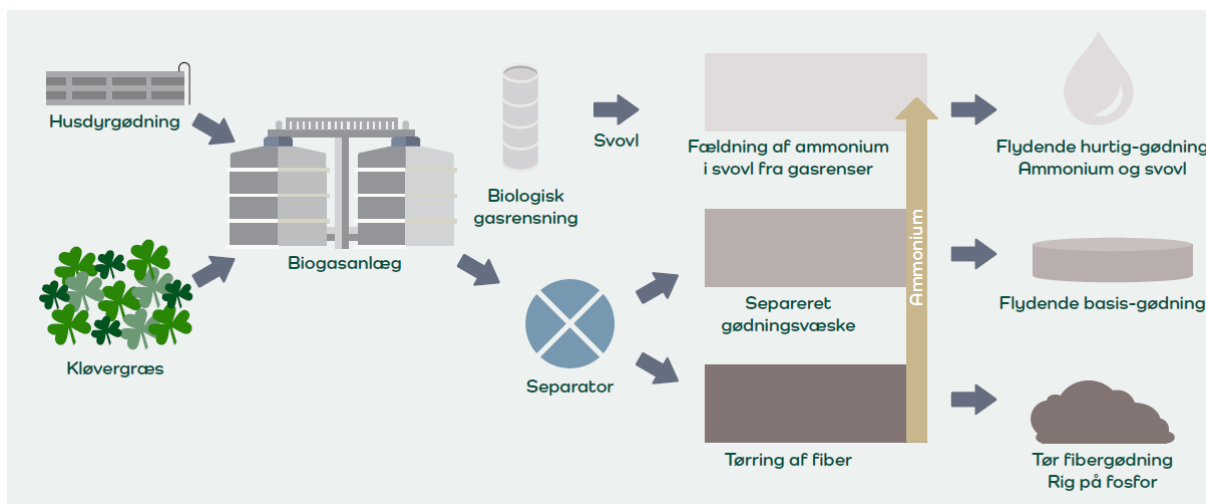 Husdyrgødning
Kløvergræs
Biogasanlæg
Biologisk
gasrensning
Svovl
Separator
Fældning af ammonium
i svovl fra gasrenser
Separeret
gødningsvæske
Tørring af fiber
Ammonium
Flydende hurtig-gødning
Ammonium og svovl
Flydende basis-gødning
Tør fibergødning
Rig på fosfor